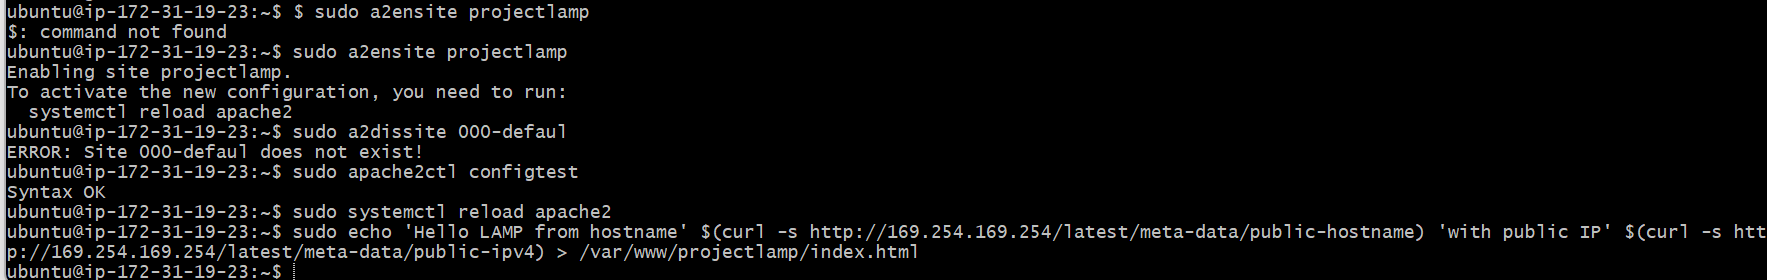 ubuntu@ip-172-31-19-23:~$ $ sudo a2ensite projectlamp
$: command not found
ubuntu@ip-172-31-19-23:~$ sudo a2ensite projectlamp
Enabling site projectlamp.
To activate the new configuration, you need to run:
  systemctl reload apache2
ubuntu@ip-172-31-19-23:~$ sudo a2dissite 000-defaul
ERROR: Site 000-defaul does not exist!
ubuntu@ip-172-31-19-23:~$ sudo apache2ctl configtest
Syntax OK
ubuntu@ip-172-31-19-23:~$ sudo systemctl reload apache2
ubuntu@ip-172-31-19-23:~$ sudo echo 'Hello LAMP from hostname' $(curl -s http://169.254.169.254/latest/meta-data/public-hostname) 'with public IP' $(curl -s htt
p://169.254.169.254/latest/meta-data/public-ipv4) > /var/www/projectlamp/index.html
ubuntu@ip-172-31-19-23:~$